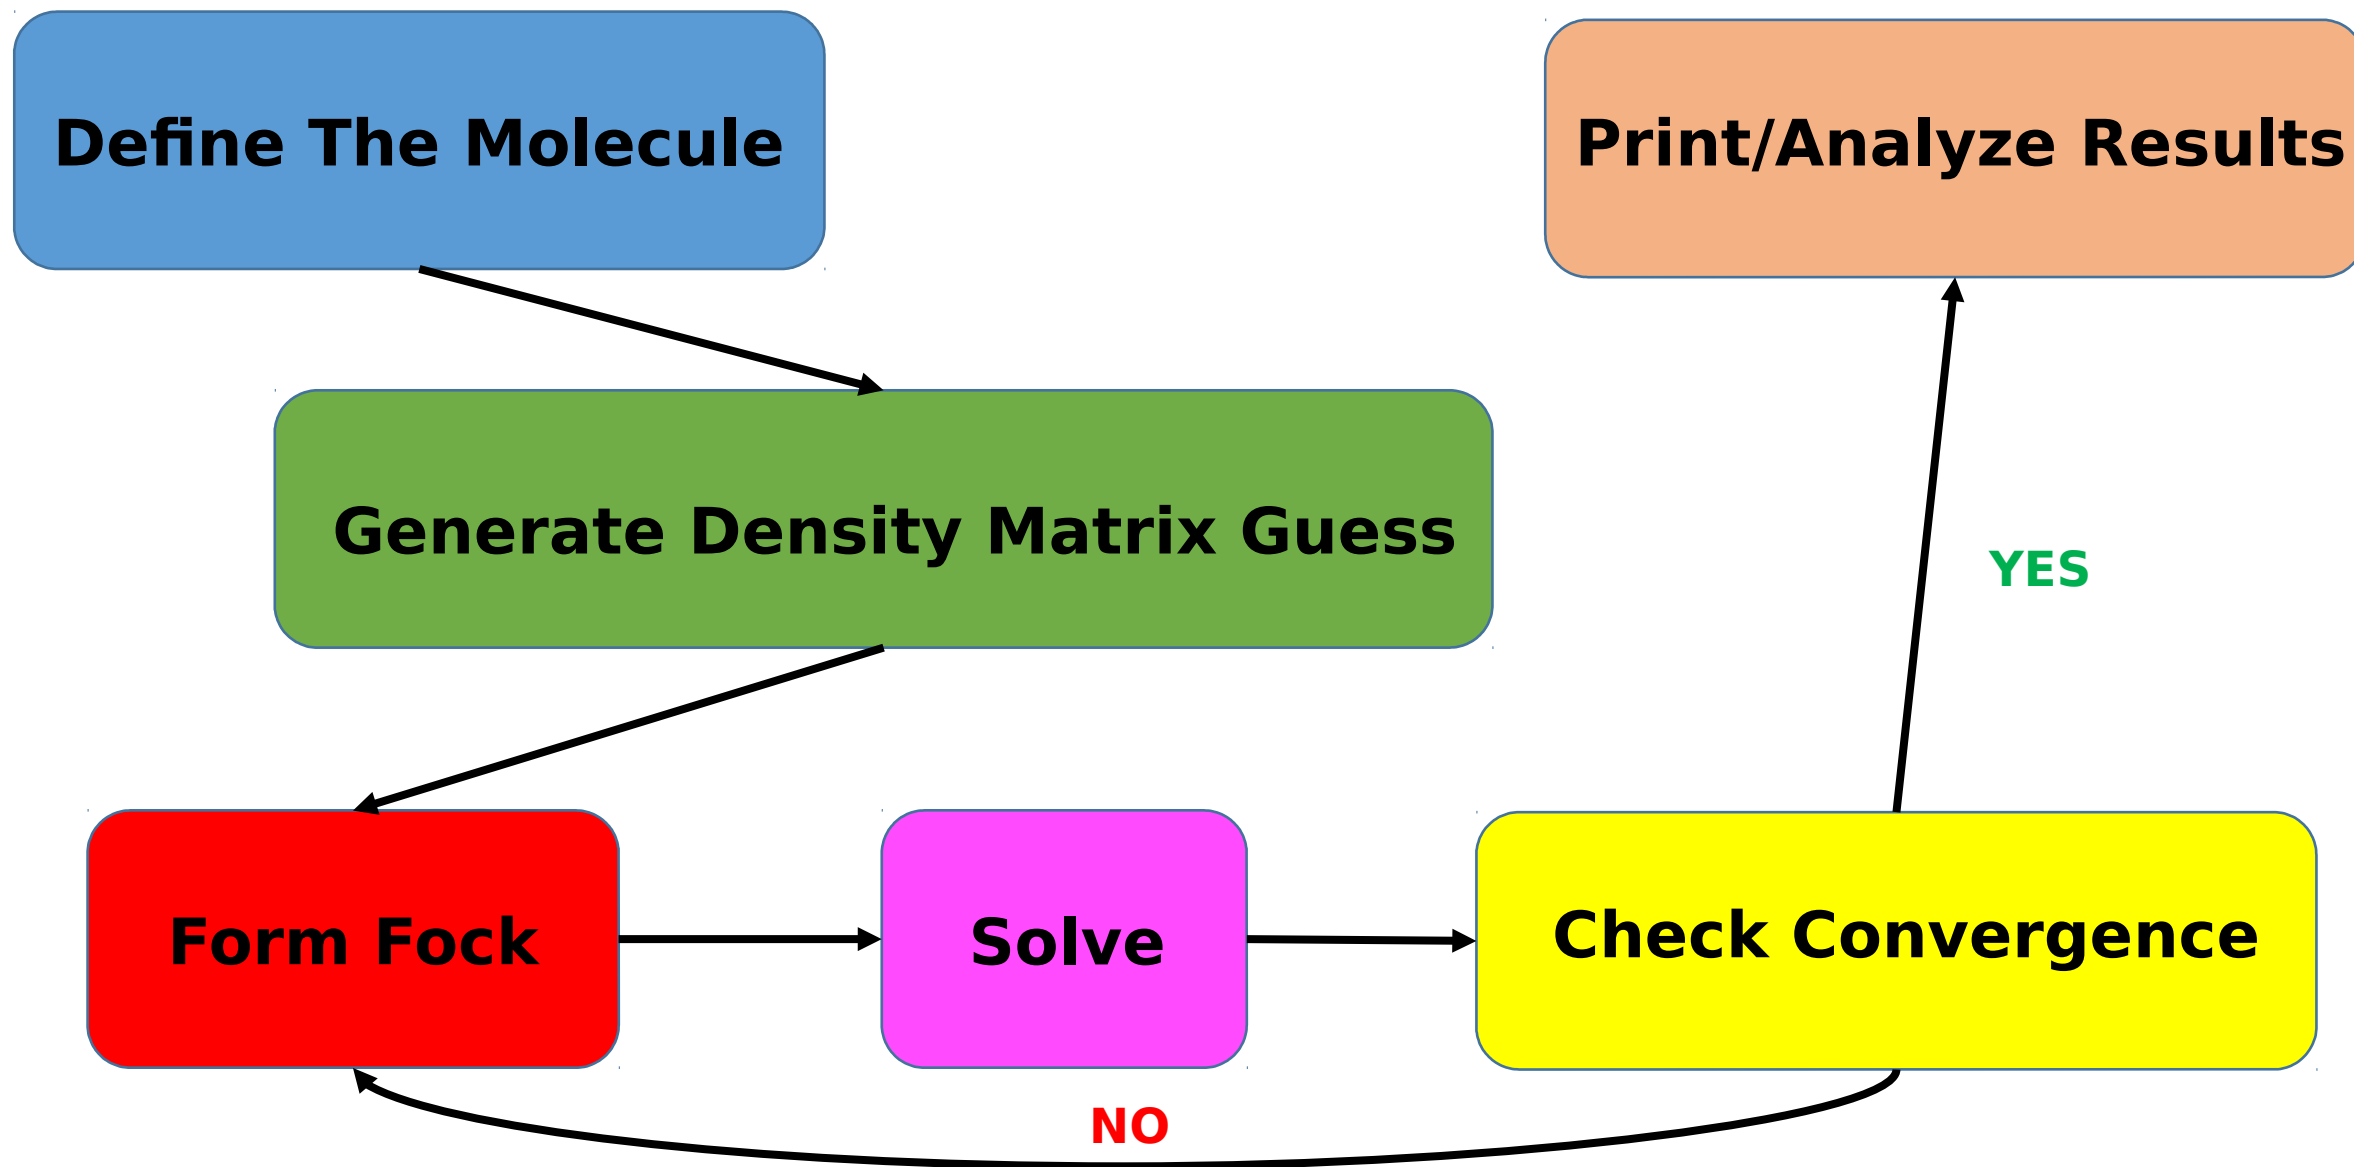 Define The Molecule
Print/Analyze Results
Generate Density Matrix Guess
YES
Form Fock
Solve
Check Convergence
NO